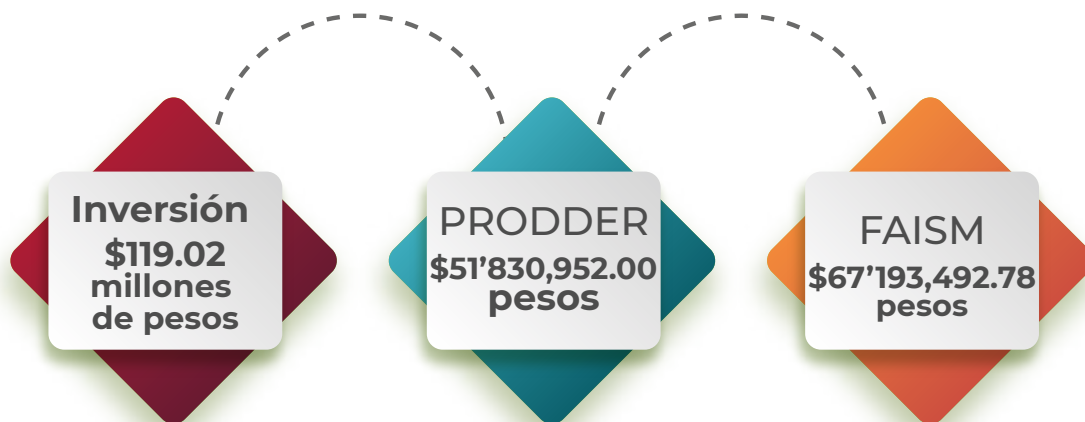 Inversión
$119.02
millones
de pesos
PRODDER
$51’830,952.00
pesos
FAISM
$67’193,492.78
pesos